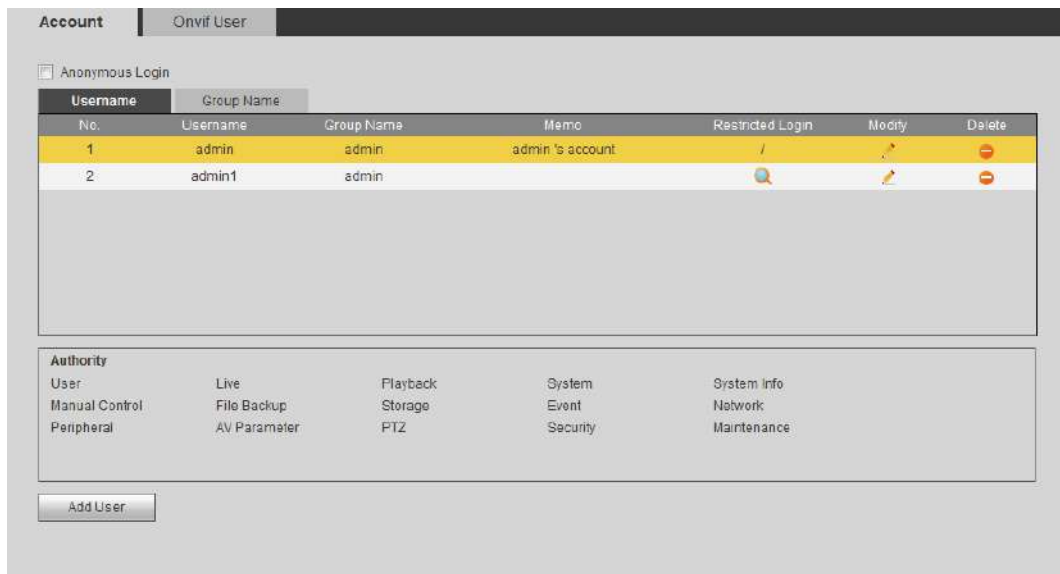 Account Onvif User
Anonymous Login
Username Group Name
No. Username Group Name Memo Restricted Login Modify Delete
1 admin admin admin 's account /
2 admin1 admin
Authority
User Live Playback System System Info
Manual Control File Backup Storage Event Network
Peripheral AV Parameter PTZ Security Maintenance
Add User